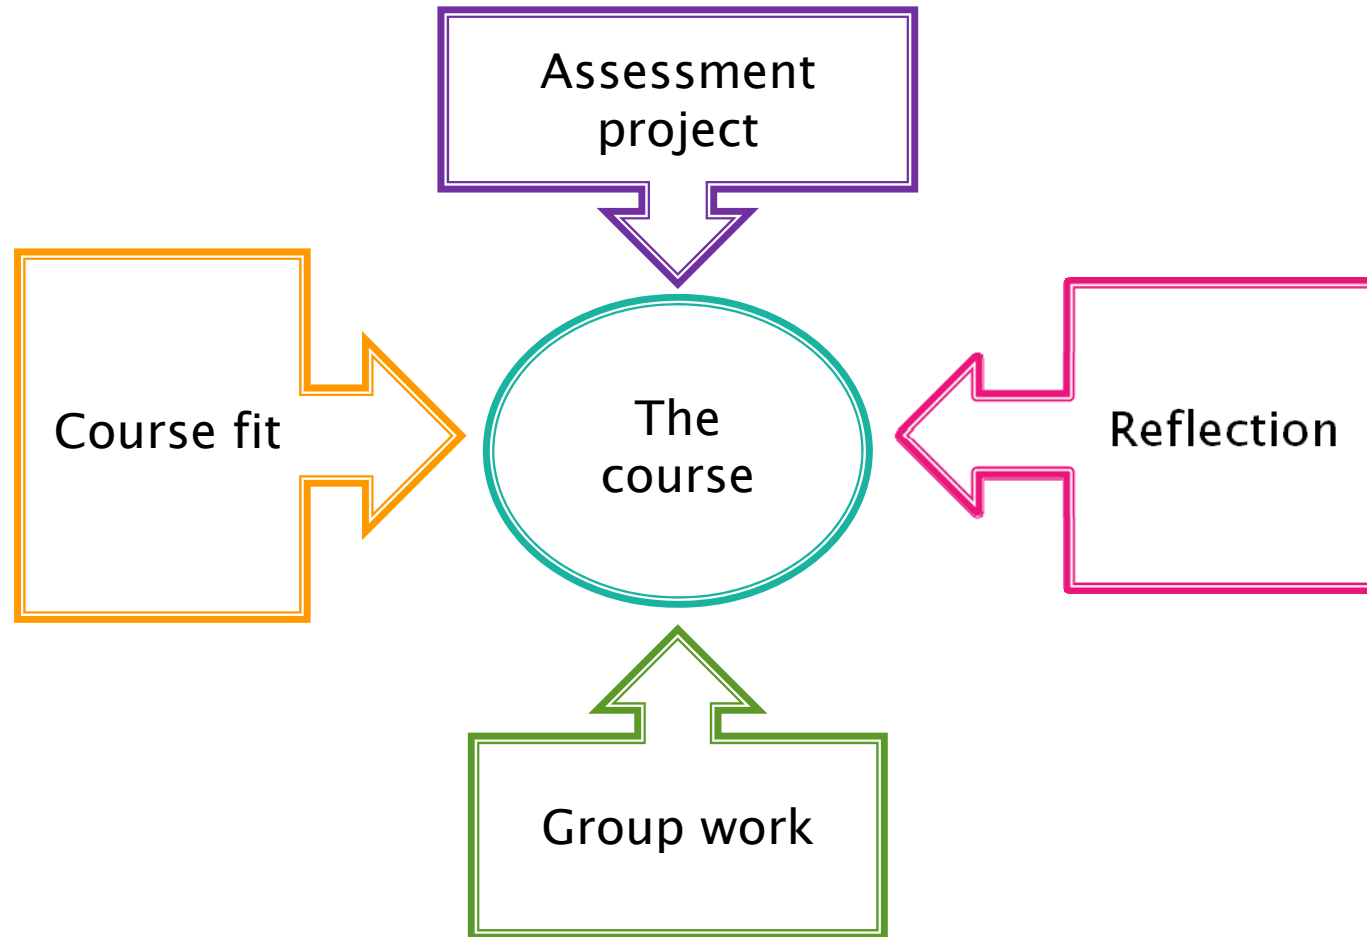 Assessment
project
Course fit
The
course
Reflection
Group work